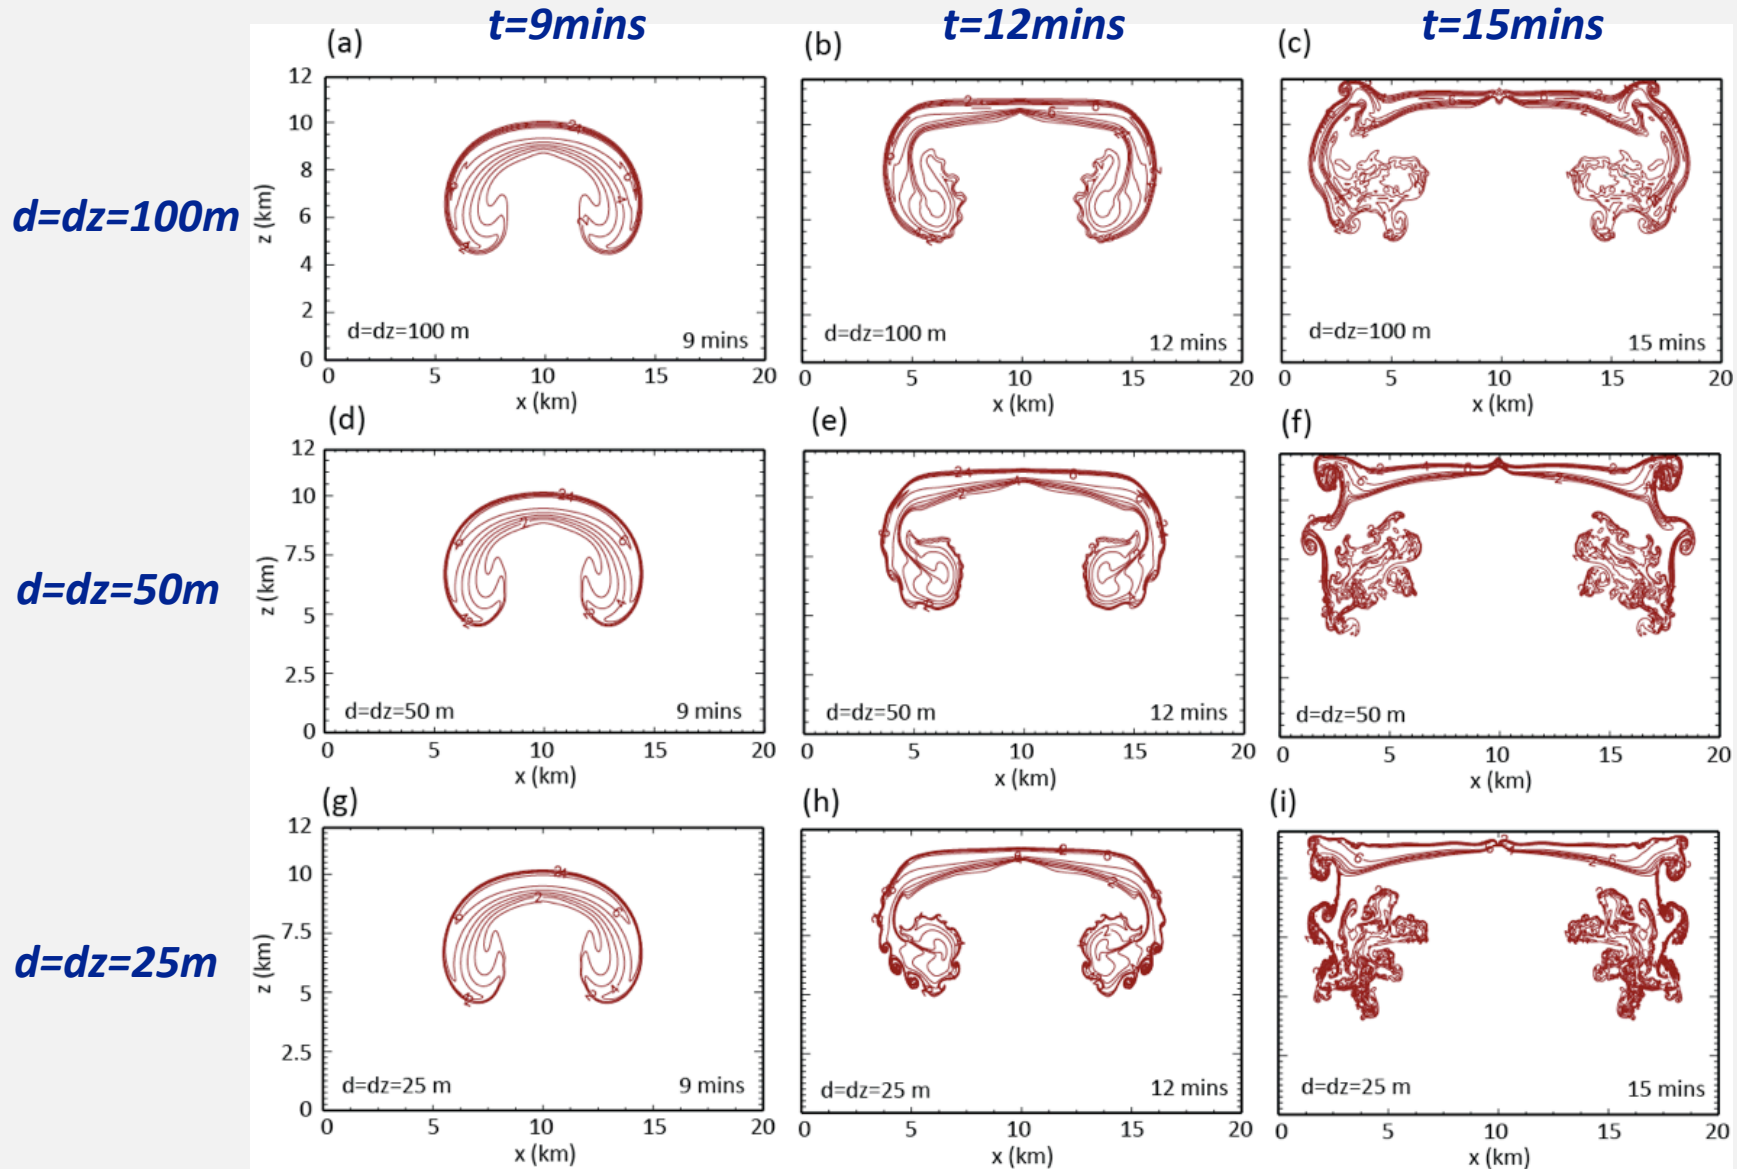 t=9mins t=12mins t=15mins
(a) (b) (c)
d=dz=100m
z (km)
12
10
8
6
4
2
0
d=dz=100 m 9 mins
d=dz=100 m 12 mins
d=dz=100 m 15 mins
0 5 10 15 20
0 5 10 15 20
0 5 10 15 20
x (km) x (km) x (km)
(d) (e) (f)
d=dz=50m
z (km)
12
10
7.5
5
2.5
0
d=dz=50 m 9 mins
d=dz=50 m 12 mins
d=dz=50 m
5 10 15 20
0 5 10 15 20
0 5 10 15 20
x (km) x (km) x (km)
(g) (h) (i)
d=dz=25m
z (km)
12
10
7.5
5
2.5
0
d=dz=25 m 9 mins
d=dz=25 m 12 mins
d=dz=25 m 15 mins
0 5 10 15 20
0 5 10 15 20
0 5 10 15 20
x (km) x (km) x (km)